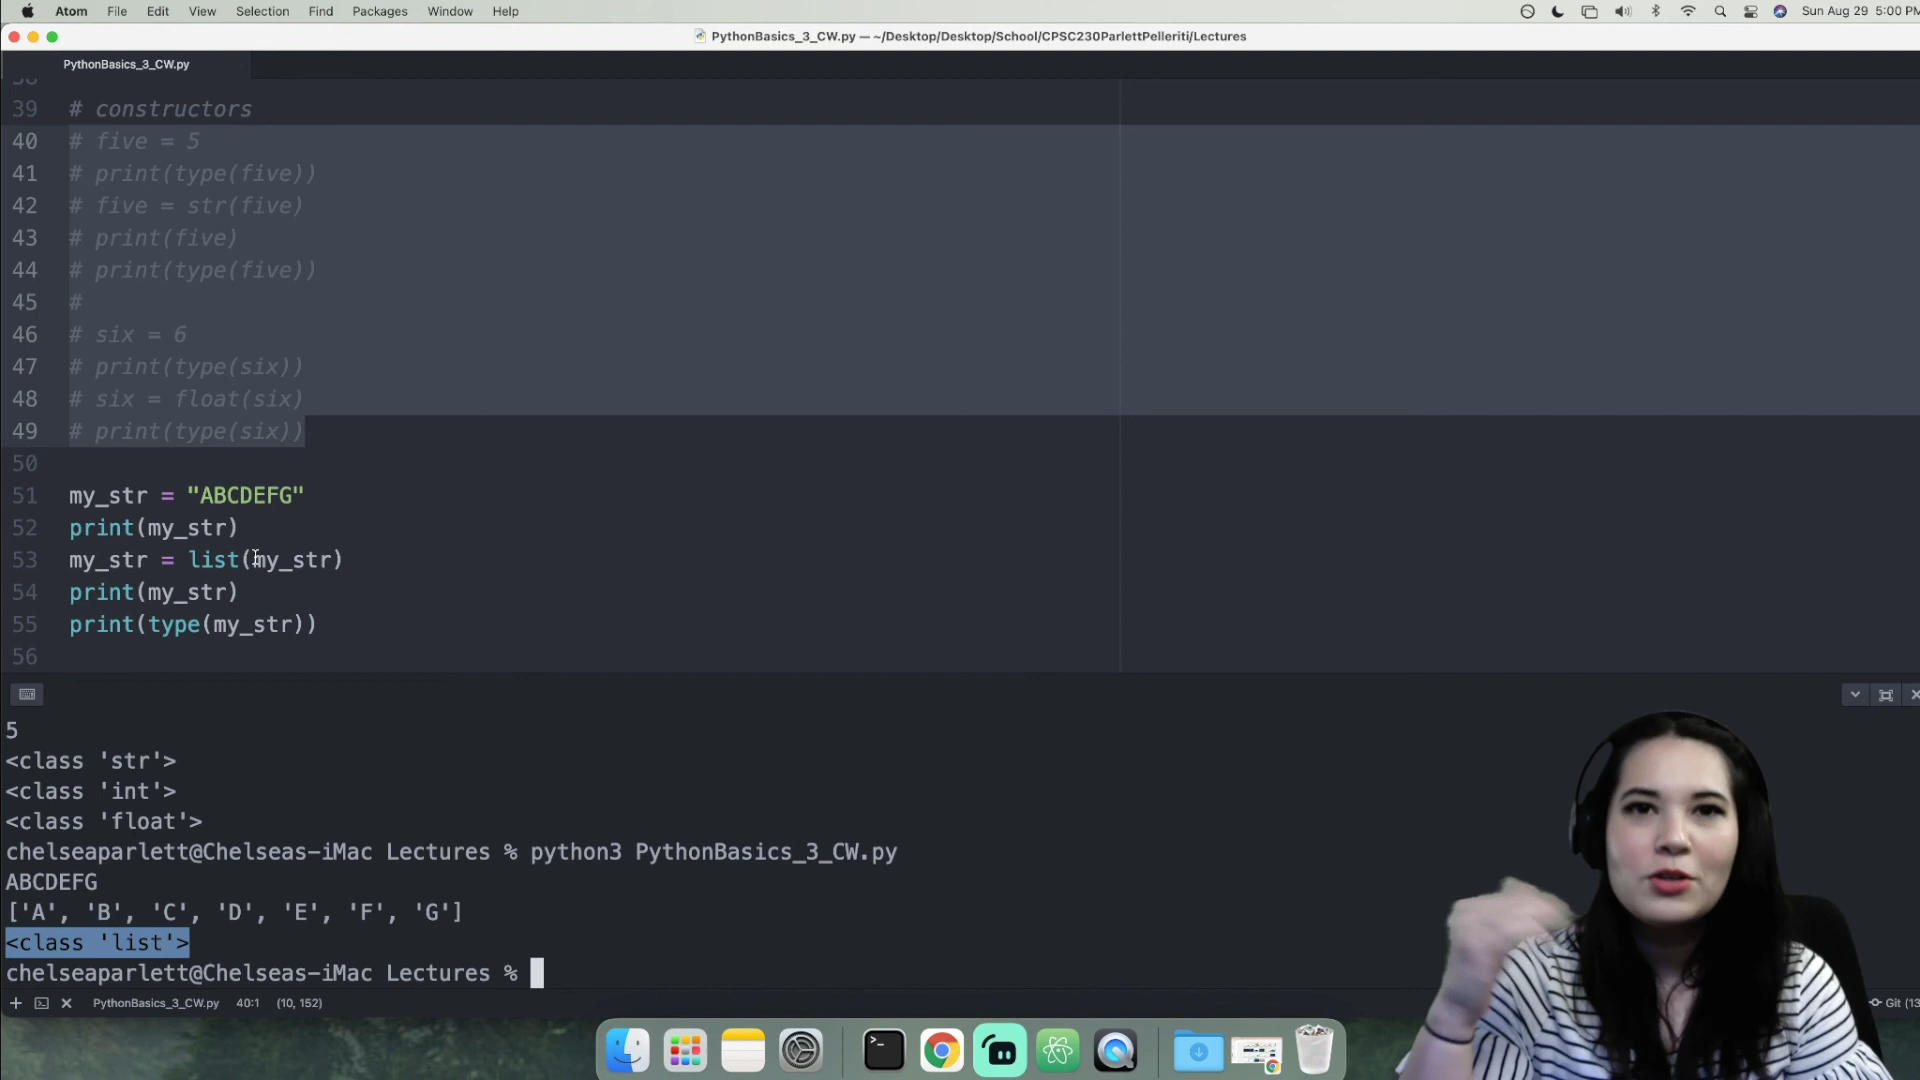 Atom File Edit View Selection Find Packages Window Help Sun Aug 29 5:00 PM
PythonBasics_3_CW.py — ~/Desktop/Desktop/School/CPSC230ParlettPelleriti/Lectures
PythonBasics_3_CW.py
39 # constructors
40 # five = 5
41 # print(type(five))
42 # five = str(five)
43 # print(five)
44 # print(type(five))
45 #
46 # six = 6
47 # print(type(six))
48 # six = float(six)
49 # print(type(six))
50
51 my_str = "ABCDEFG"
52 print(my_str)
53 my_str = list(my_str)
54 print(my_str)
55 print(type(my_str))
56
5
<class 'str'>
<class 'int'>
<class 'float'>
chelseaparlett@Chelseas-iMac Lectures % python3 PythonBasics_3_CW.py
ABCDEFG
['A', 'B', 'C', 'D', 'E', 'F', 'G']
<class 'list'>
chelseaparlett@Chelseas-iMac Lectures %
PythonBasics_3_CW.py 40:1 (10, 152) Git (13